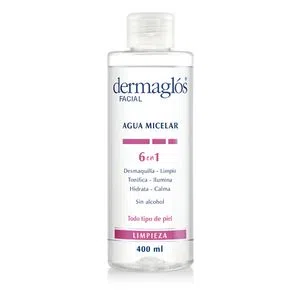 dermaglós
FACIAL
AGUA MICELAR
6 en 1
Desmaquilla - Limpia
Tonifica - Ilumina
Hidrata - Calma
Sin alcohol
Todo tipo de piel
LIMPIEZA
400 ml